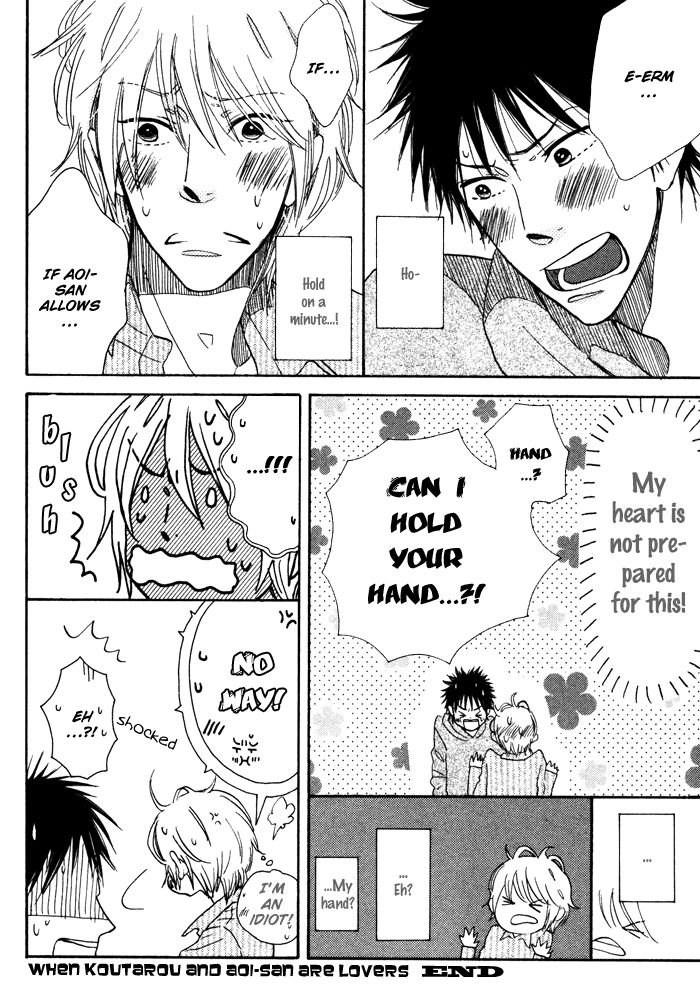 E-ERM
...
Ho-
IF...
Hold
on a
minute...!
IF AOI-
SAN
ALLOWS
...
My
heart is
not pre-
pared
for this!
HAND
...?
CAN I
HOLD
YOUR
HAND...?!
...
...
Eh?
...My
hand?
...!!!
blush
NO
WAY!
EH
...?!
shocked
I'M
AN
IDIOT!
WHEN KOUTAROU AND AOI-SAN ARE LOVERS END